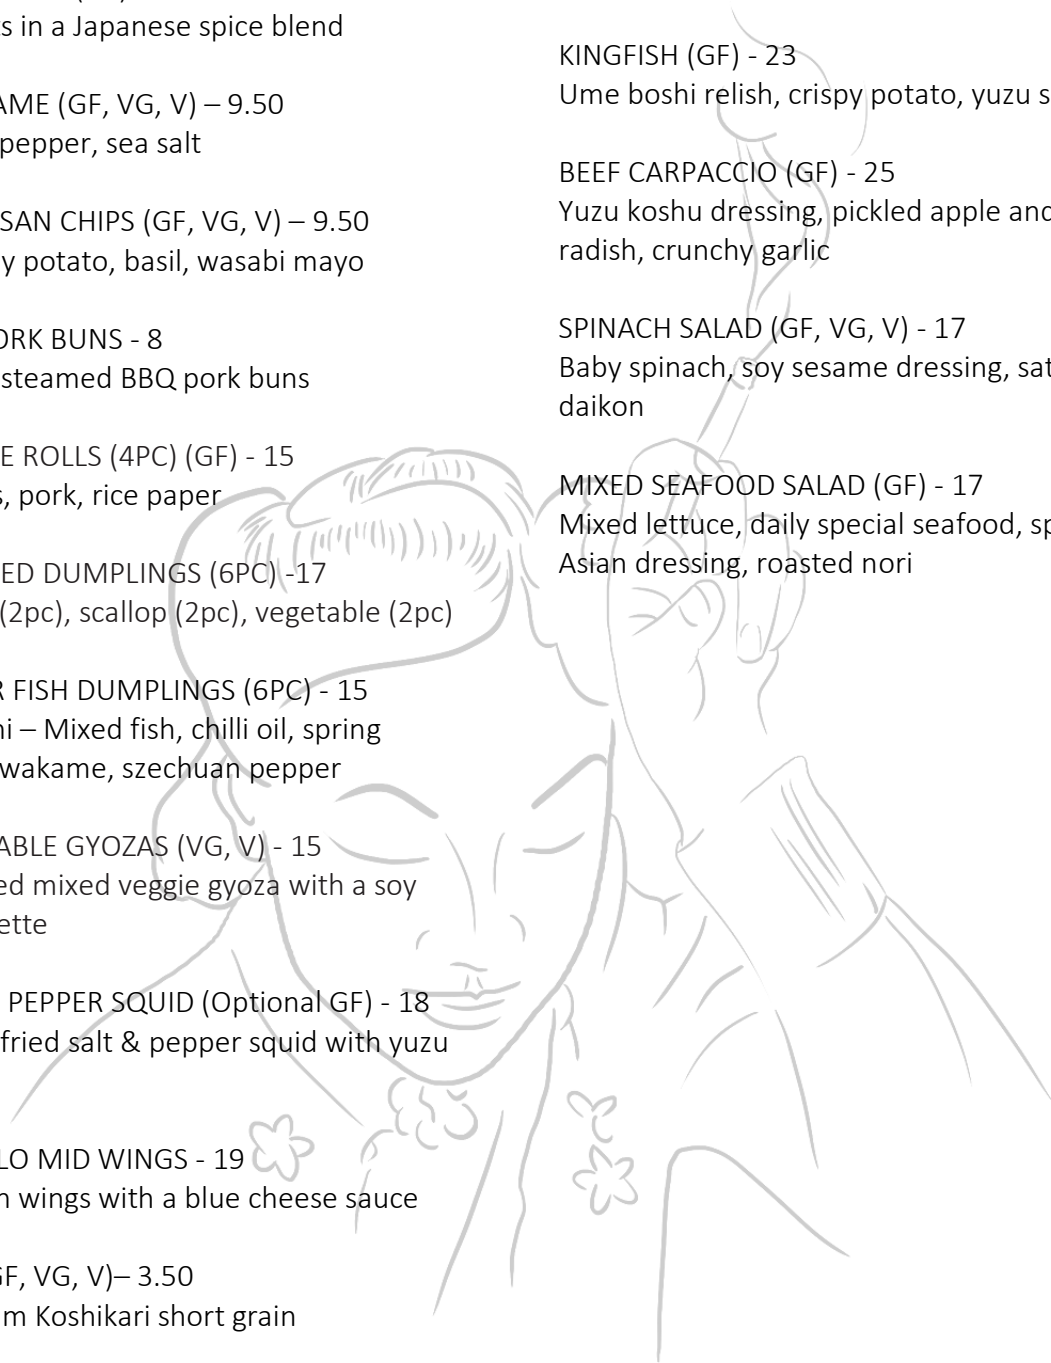 s in a Japanese spice blend
AME (GF, VG, V) – 9.50
pepper, sea salt
SAN CHIPS (GF, VG, V) – 9.50
y potato, basil, wasabi mayo
ORK BUNS - 8
steamed BBQ pork buns
E ROLLS (4PC) (GF) - 15
s, pork, rice paper
ED DUMPLINGS (6PC) -17
(2pc), scallop (2pc), vegetable (2pc)
R FISH DUMPLINGS (6PC) - 15
ni – Mixed fish, chilli oil, spring
wakame, szechuan pepper
ABLE GYOZAS (VG, V) - 15
ed mixed veggie gyoza with a soy
ette
PEPPER SQUID (Optional GF) - 18
fried salt & pepper squid with yuzu
LO MID WINGS - 19
n wings with a blue cheese sauce
GF, VG, V)– 3.50
m Koshikari short grain
KINGFISH (GF) - 23
Ume boshi relish, crispy potato, yuzu s
BEEF CARPACCIO (GF) - 25
Yuzu koshu dressing, pickled apple and
radish, crunchy garlic
SPINACH SALAD (GF, VG, V) - 17
Baby spinach, soy sesame dressing, sat
daikon
MIXED SEAFOOD SALAD (GF) - 17
Mixed lettuce, daily special seafood, sp
Asian dressing, roasted nori